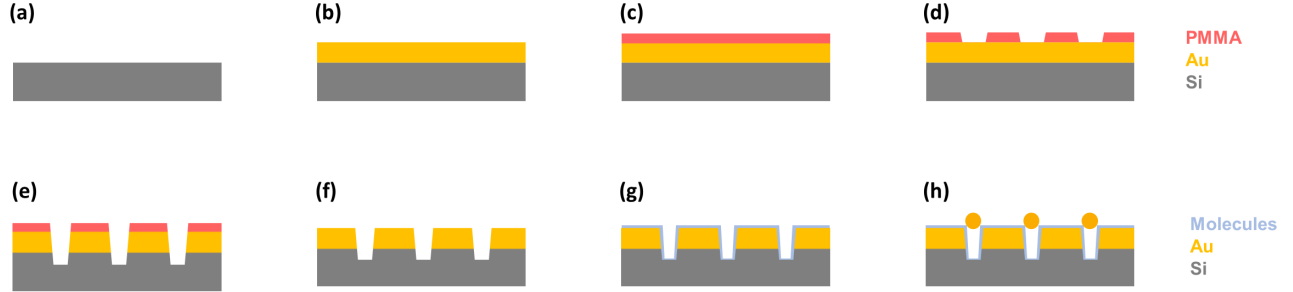 (a)
(b)
(c)
(d)
PMMA
Au
Si
(e)
(f)
(g)
(h)
Molecules
Au
Si